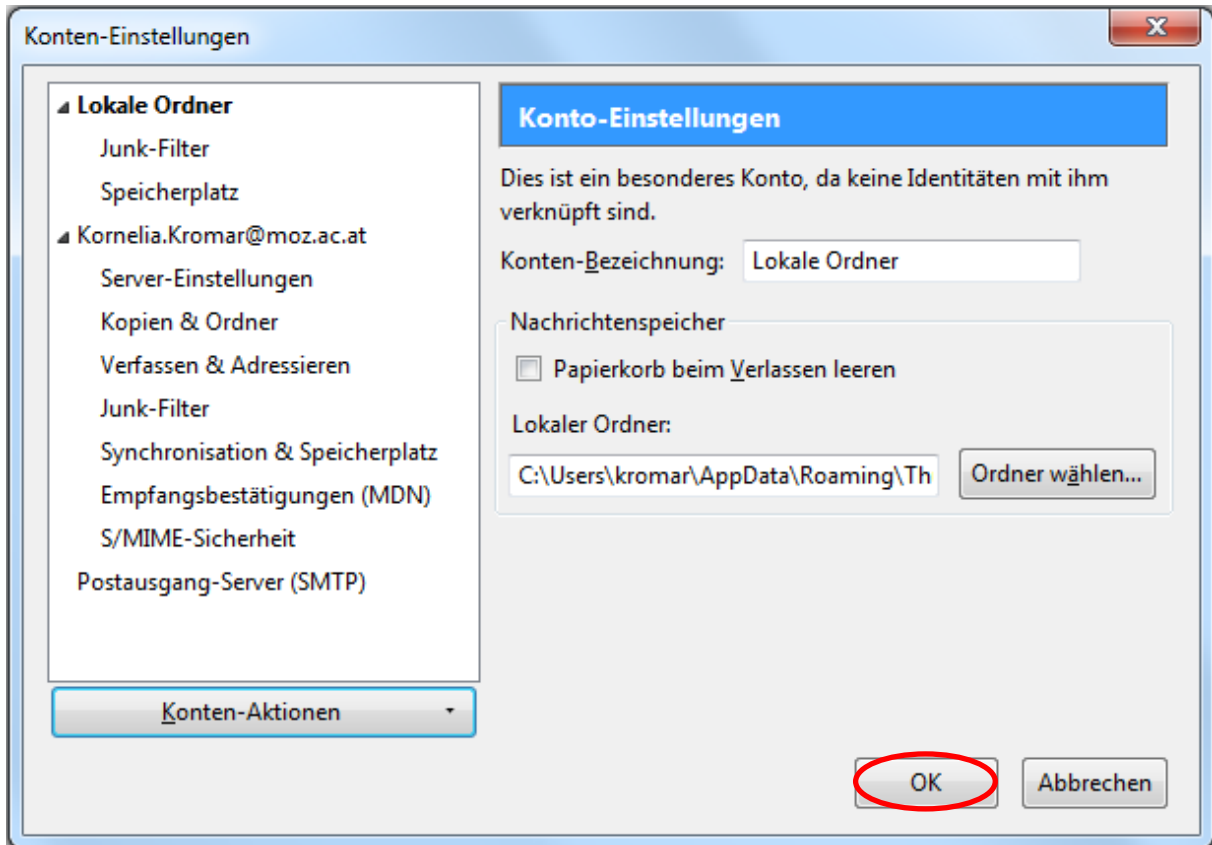 Konten-Einstellungen
Lokale Ordner
Junk-Filter
Speicherplatz
Kornelia.Kromar@moz.ac.at
Server-Einstellungen
Kopien & Ordner
Verfassen & Adressieren
Junk-Filter
Synchronisation & Speicherplatz
Empfangsbestätigungen (MDN)
S/MIME-Sicherheit
Postausgang-Server (SMTP)
Konten-Aktionen
Konto-Einstellungen
Dies ist ein besonderes Konto, da keine Identitäten mit ihm
verknüpft sind.
Konten-Bezeichnung: Lokale Ordner
Nachrichtenspeicher
Papierkorb beim Verlassen leeren
Lokaler Ordner:
C:\Users\kromar\AppData\Roaming\Th Ordner wählen...
OK Abbrechen